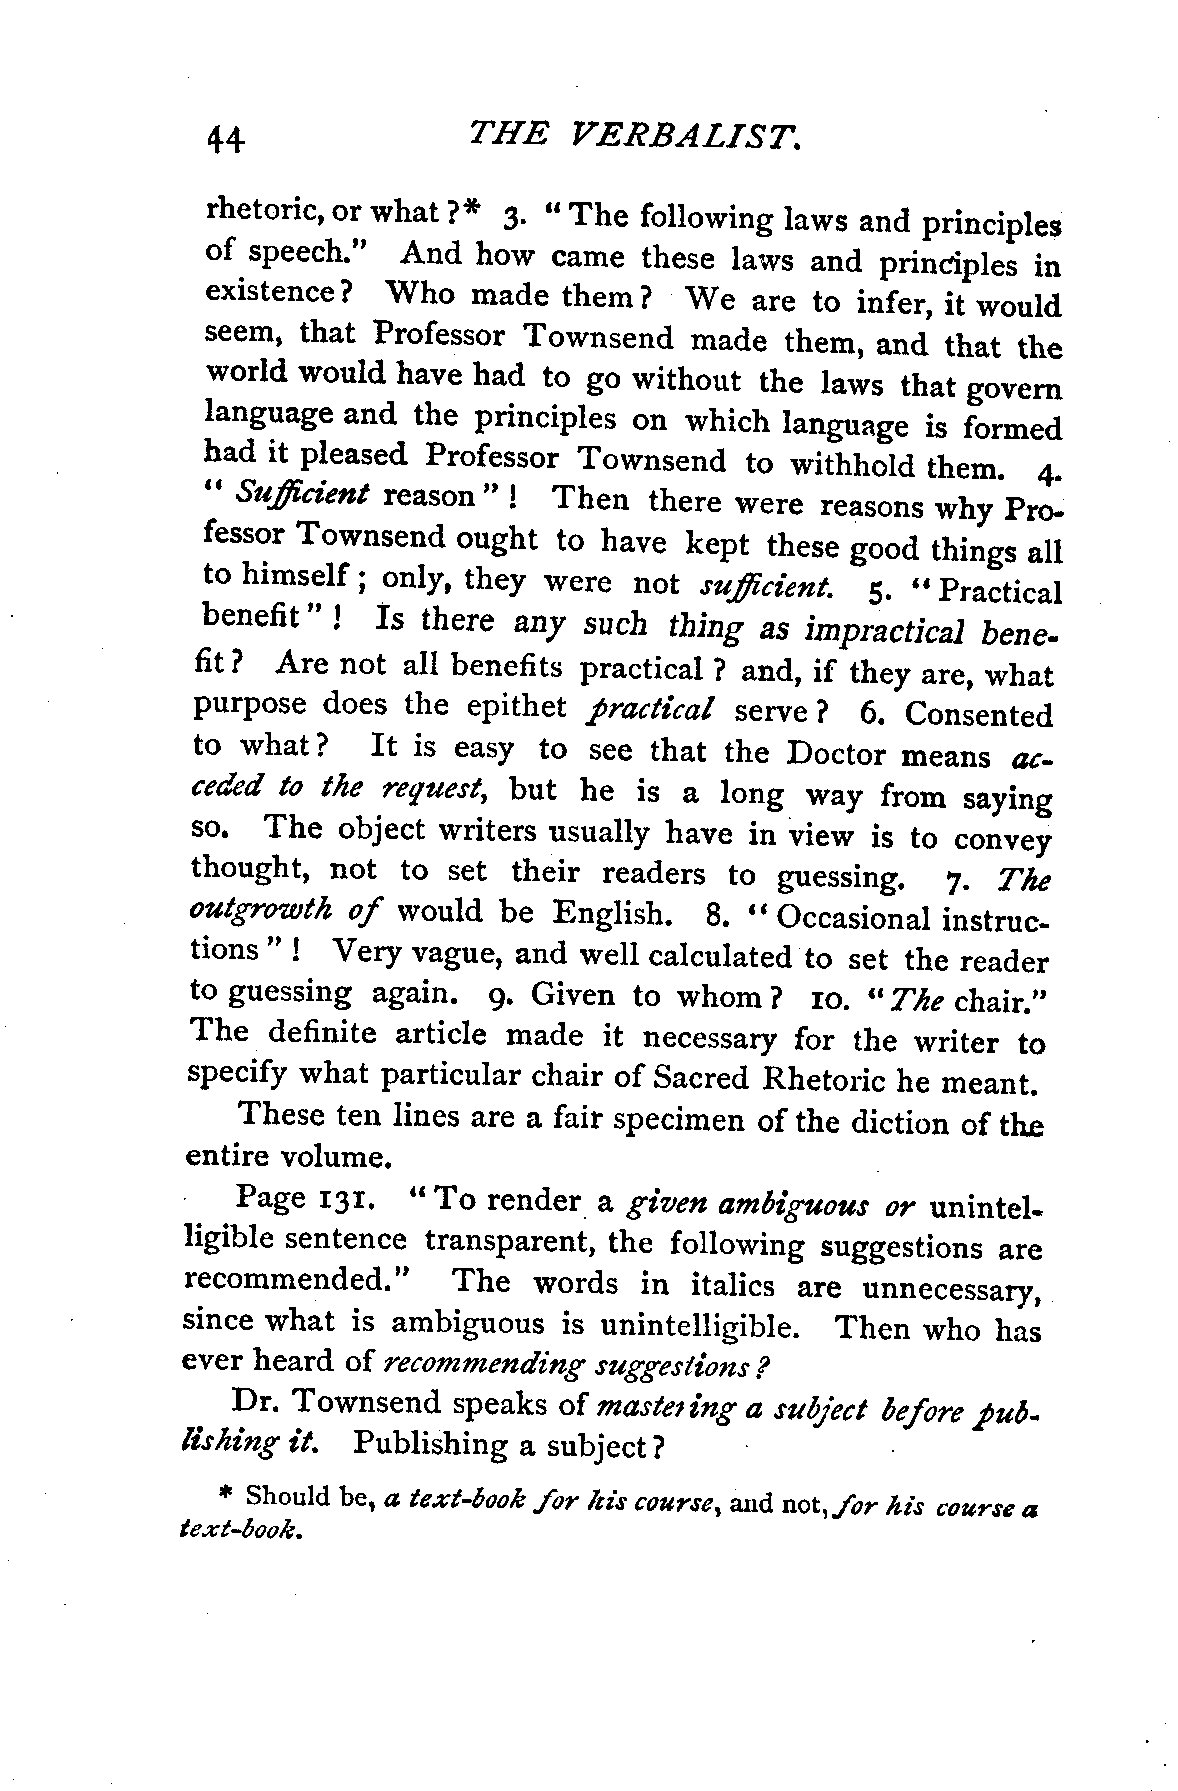 44 THE VERBALIST.
rhetoric, or what?* 3. "The following laws and principles
of speech." And how came these laws and principles in
existence? Who made them? We are to infer, it would
seem, that Professor Townsend made them, and that the
world would have had to go without the laws that govern
language and the principles on which language is formed
had it pleased Professor Townsend to withhold them. 4.
"Sufficient reason"! Then there were reasons why Pro-
fessor Townsend ought to have kept these good things all
to himself; only, they were not sufficient. 5. "Practical
benefit"! Is there any such thing as impractical bene-
fit? Are not all benefits practical? and, if they are, what
purpose does the epithet practical serve? 6. Consented
to what? It is easy to see that the Doctor means ac-
ceded to the request, but he is a long way from saying
so. The object writers usually have in view is to convey
thought, not to set their readers to guessing. 7. The
outgrowth of would be English. 8. "Occasional instruc-
tions"! Very vague, and well calculated to set the reader
to guessing again. 9. Given to whom? 10. "The chair."
The definite article made it necessary for the writer to
specify what particular chair of Sacred Rhetoric he meant.
These ten lines are a fair specimen of the diction of the
entire volume.
Page 131. "To render a given ambiguous or unintel-
ligible sentence transparent, the following suggestions are
recommended." The words in italics are unnecessary,
since what is ambiguous is unintelligible. Then who has
ever heard of recommending suggestions?
Dr. Townsend speaks of mastering a subject before pub-
lishing it. Publishing a subject?
* Should be, a text-book for his course, and not, for his course a
text-book.